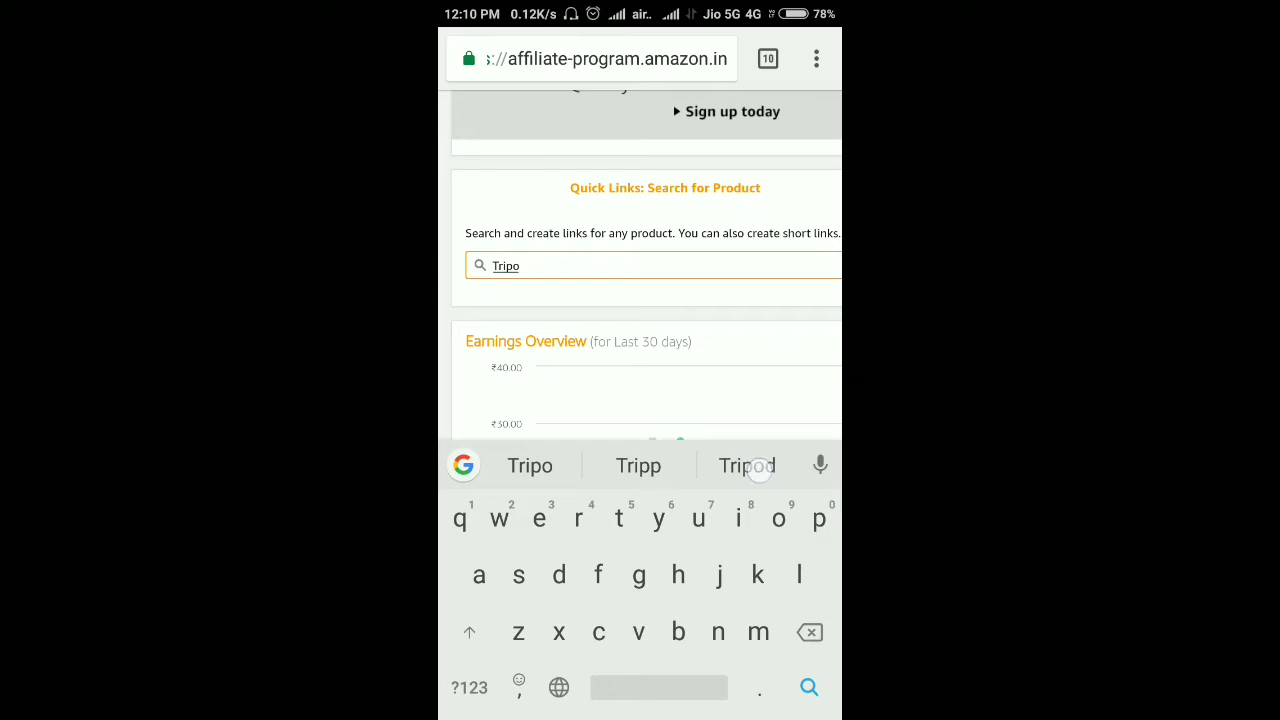 12:10 PM 0.12K/s air.. Jio 5G 4G 78%
s://affiliate-program.amazon.in 10
Sign up today
Quick Links: Search for Product
Search and create links for any product. You can also create short links.
Tripo
Earnings Overview (for Last 30 days)
₹40.00
₹30.00
G Tripo Tripp Tripod
1 2 3 4 5 6 7 8 9 0
q w e r t y u i o p
a s d f g h j k l
z x c v b n m
?123 , .